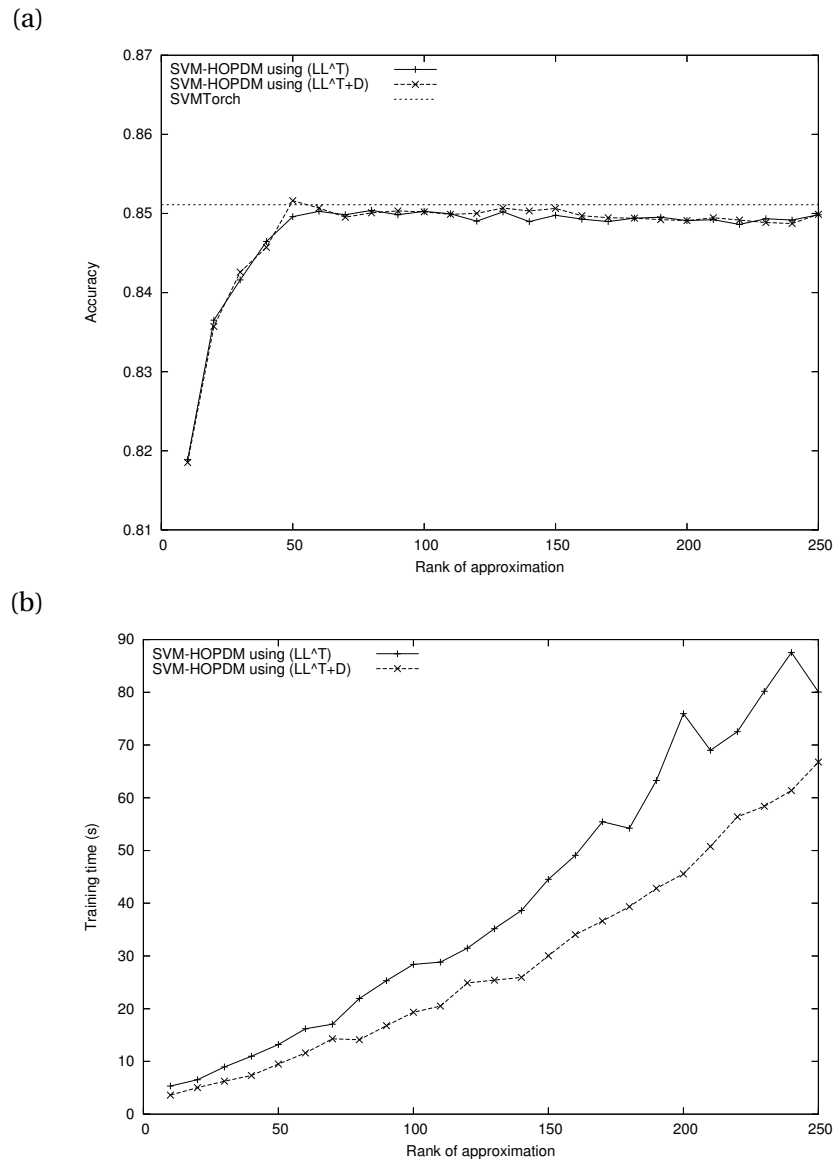 (a)
0.87
0.86
0.85
0.84
0.83
0.82
0.81
Accuracy
SVM-HOPDM using (LL^T)
SVM-HOPDM using (LL^T+D)
SVMTorch
0 50 100 150 200 250
Rank of approximation
(b)
90
80
70
60
50
40
30
20
10
0
Training time (s)
SVM-HOPDM using (LL^T)
SVM-HOPDM using (LL^T+D)
0 50 100 150 200 250
Rank of approximation